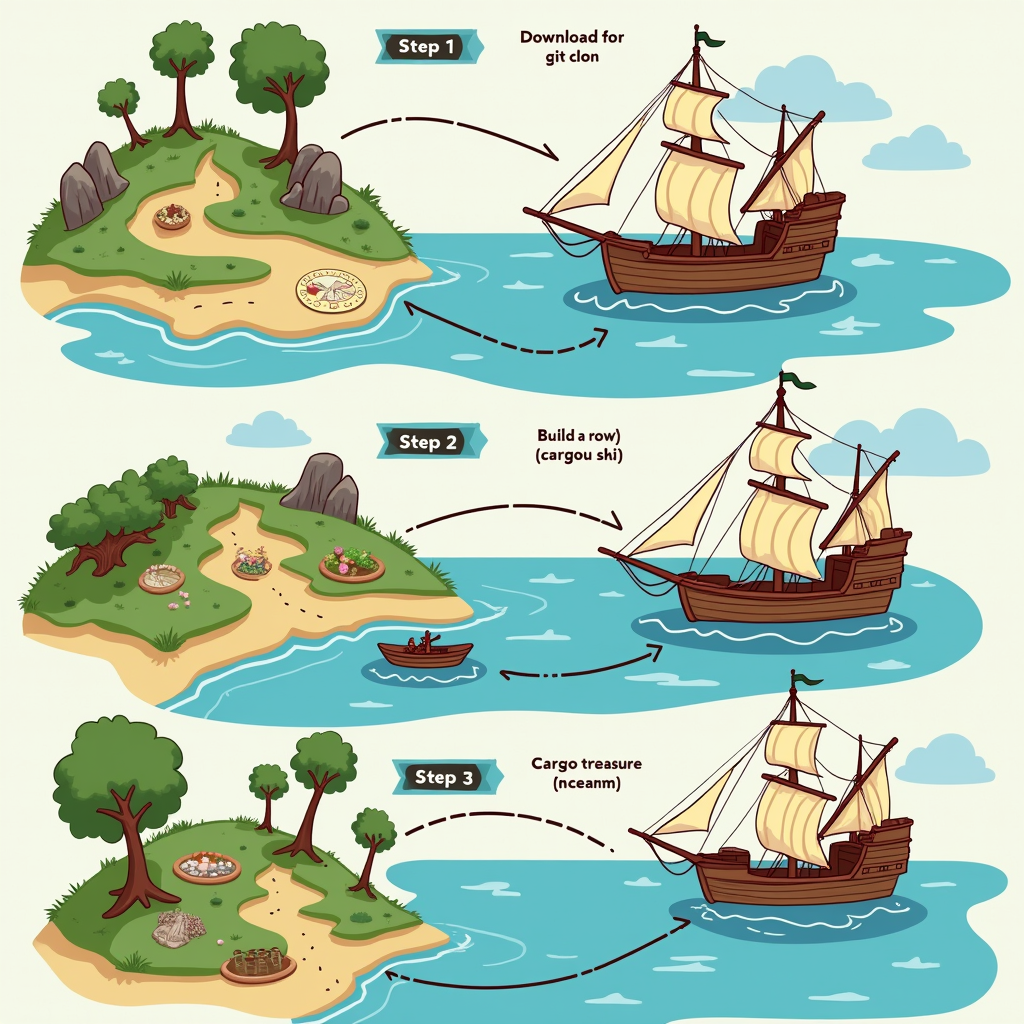 Step 1
Download for
git clon
Step 2
Build a row)
(cargou shi)
Step 3
Cargo treasure
(nceanm)